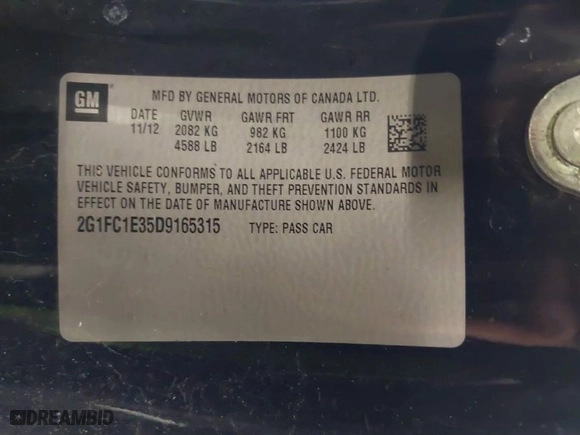 GM
MFD BY GENERAL MOTORS OF CANADA LTD.
DATE GVWR GAWR FRT GAWR RR
11/12 2082 KG 982 KG 1100 KG
4588 LB 2164 LB 2424 LB
THIS VEHICLE CONFORMS TO ALL APPLICABLE U.S. FEDERAL MOTOR
VEHICLE SAFETY, BUMPER, AND THEFT PREVENTION STANDARDS IN
EFFECT ON THE DATE OF MANUFACTURE SHOWN ABOVE.
2G1FC1E35D9165315 TYPE: PASS CAR
DREAMBID